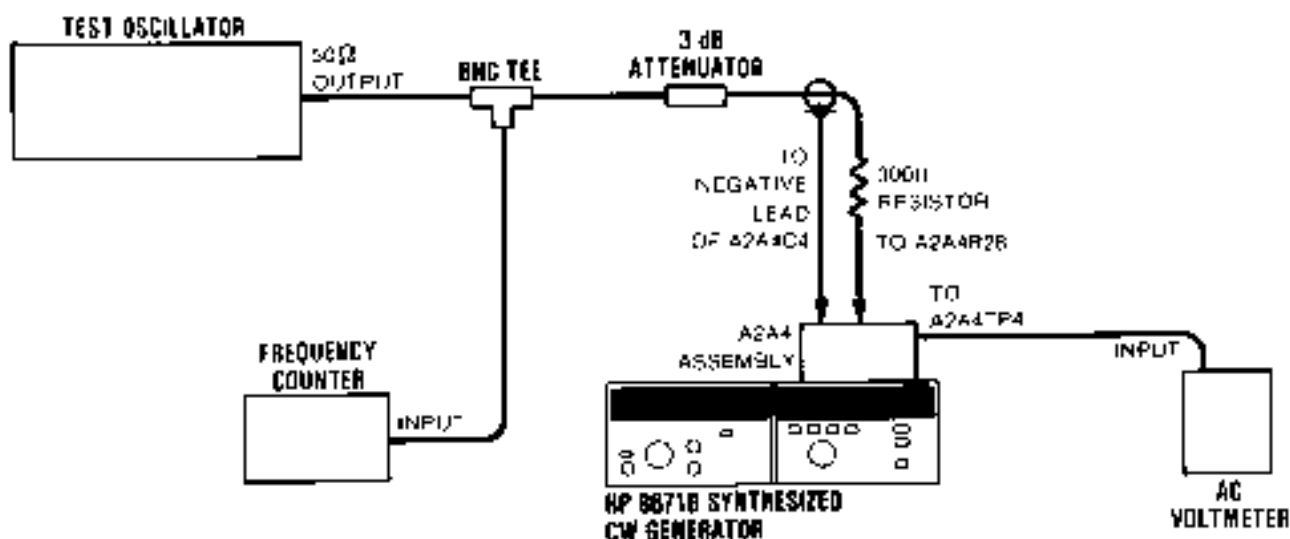 TEST OSCILLATOR
50Ω
OUTPUT
BNC TEE
3 dB
ATTENUATOR
TO
NEGATIVE
LEAD
OF A2A4C4
300Ω
RESISTOR
TO A2A4R26
TO
A2A4TP4
A2A4
ASSEMBLY
INPUT
FREQUENCY
COUNTER
INPUT
HP 8671B SYNTHESIZED
CW GENERATOR
AC
VOLTMETER